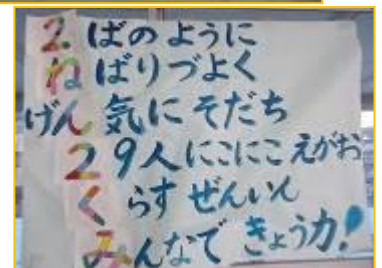 2ばのように
ねばりづよく
げん気にそだち
29人にこにこえがお
くらすぜんいん
みんなできょう力!